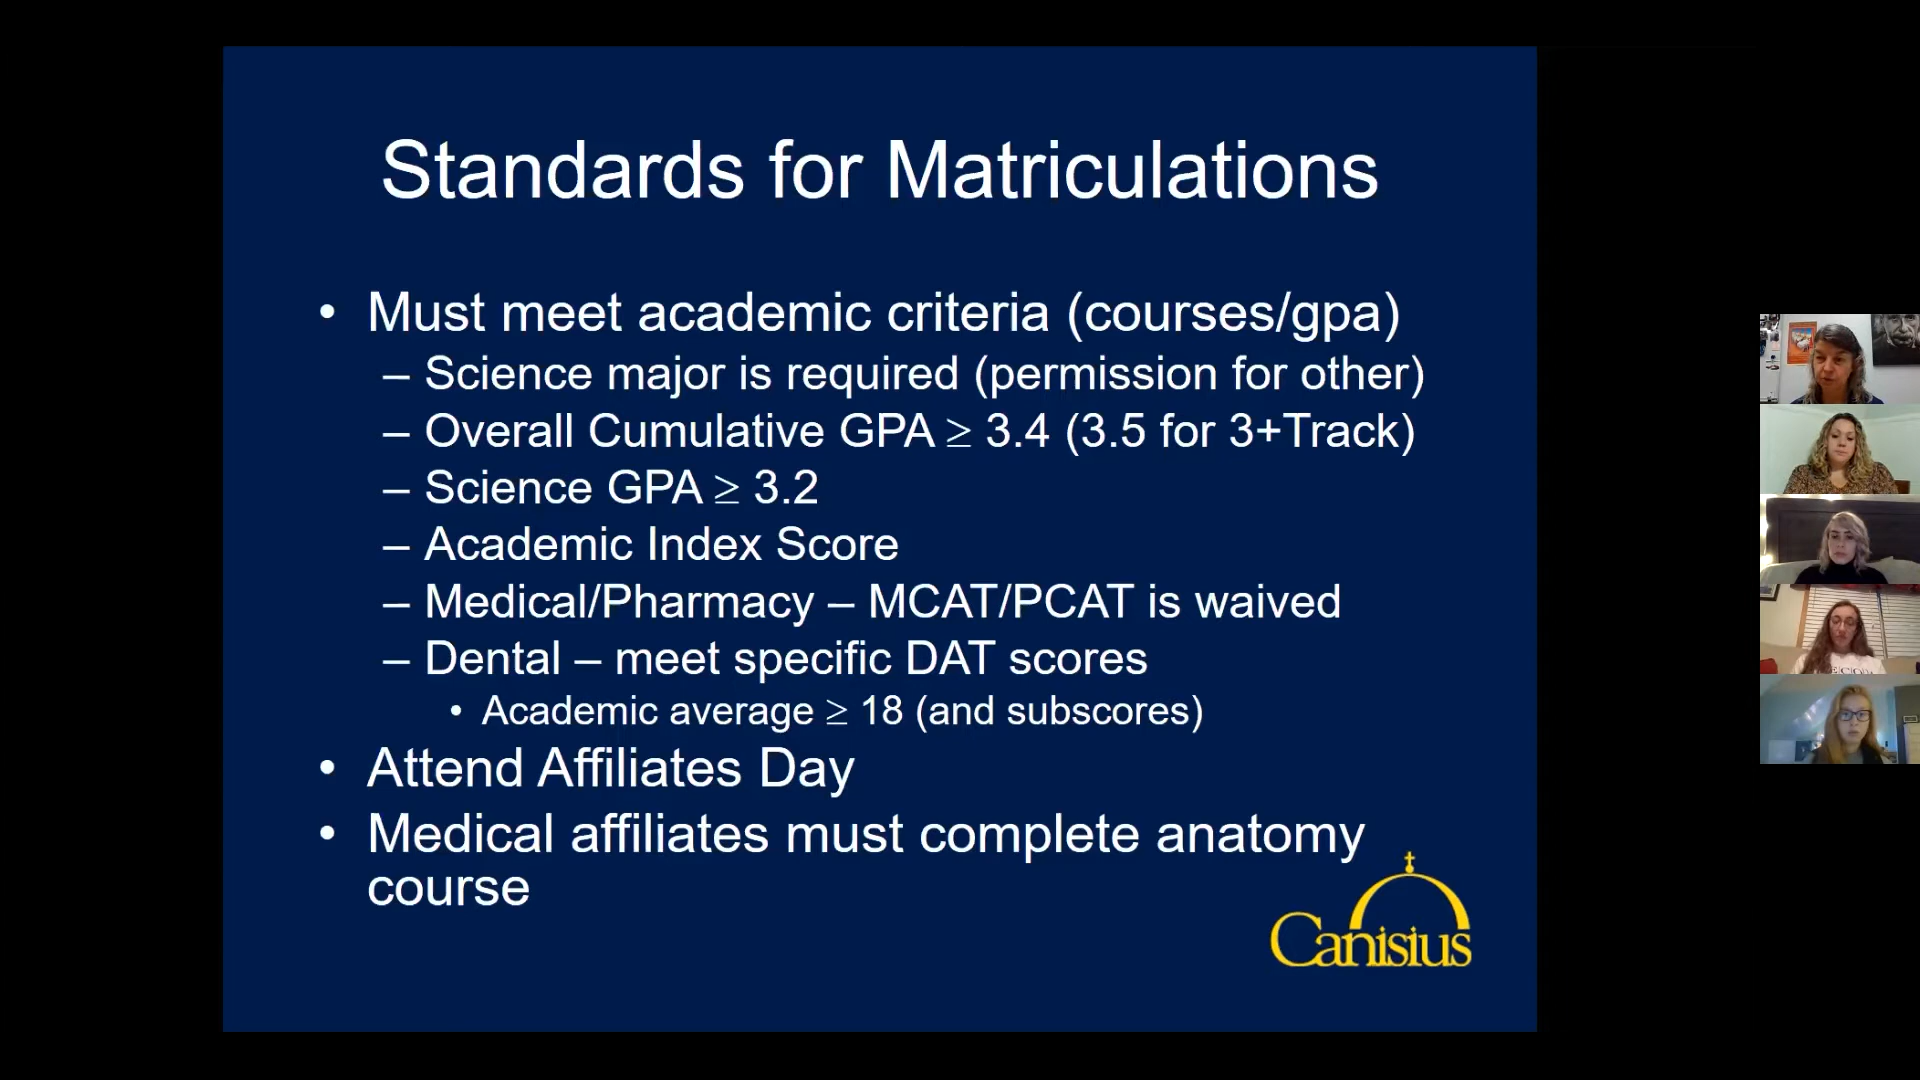 Standards for Matriculations
• Must meet academic criteria (courses/gpa)
– Science major is required (permission for other)
– Overall Cumulative GPA ≥ 3.4 (3.5 for 3+Track)
– Science GPA ≥ 3.2
– Academic Index Score
– Medical/Pharmacy – MCAT/PCAT is waived
– Dental – meet specific DAT scores
• Academic average ≥ 18 (and subscores)
• Attend Affiliates Day
• Medical affiliates must complete anatomy
course
Canisius